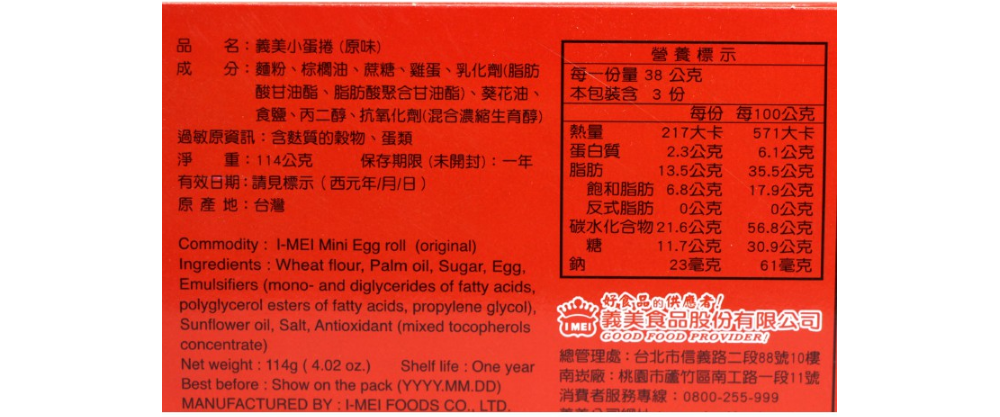 品　　名：義美小蛋捲 (原味)
成　　分：麵粉、棕櫚油、蔗糖、雞蛋、乳化劑(脂肪
酸甘油酯、脂肪酸聚合甘油酯)、葵花油、
食鹽、丙二醇、抗氧化劑(混合濃縮生育醇)
過敏原資訊：含麩質的穀物、蛋類
淨　　重：114公克　　保存期限 (未開封)：一年
有效日期：請見標示 ( 西元年/月/日 )
原 產 地：台灣
Commodity : I-MEI Mini Egg roll (original)
Ingredients : Wheat flour, Palm oil, Sugar, Egg,
Emulsifiers (mono- and diglycerides of fatty acids,
polyglycerol esters of fatty acids, propylene glycol),
Sunflower oil, Salt, Antioxidant (mixed tocopherols
concentrate)
Net weight : 114g ( 4.02 oz.)　Shelf life : One year
Best before : Show on the pack (YYYY.MM.DD)
MANUFACTURED BY : I-MEI FOODS CO., LTD.
營 養 標 示
每一份量 38 公克
本包裝含 3 份
每份 每100公克
熱量 217大卡 571大卡
蛋白質 2.3公克 6.1公克
脂肪 13.5公克 35.5公克
飽和脂肪 6.8公克 17.9公克
反式脂肪 0公克 0公克
碳水化合物 21.6公克 56.8公克
糖 11.7公克 30.9公克
鈉 23毫克 61毫克
好食品的供應者!
I MEI 義美食品股份有限公司
GOOD FOOD PROVIDER!
總管理處：台北市信義路二段88號10樓
南崁廠：桃園市蘆竹區南工路一段11號
消費者服務專線：0800-255-999